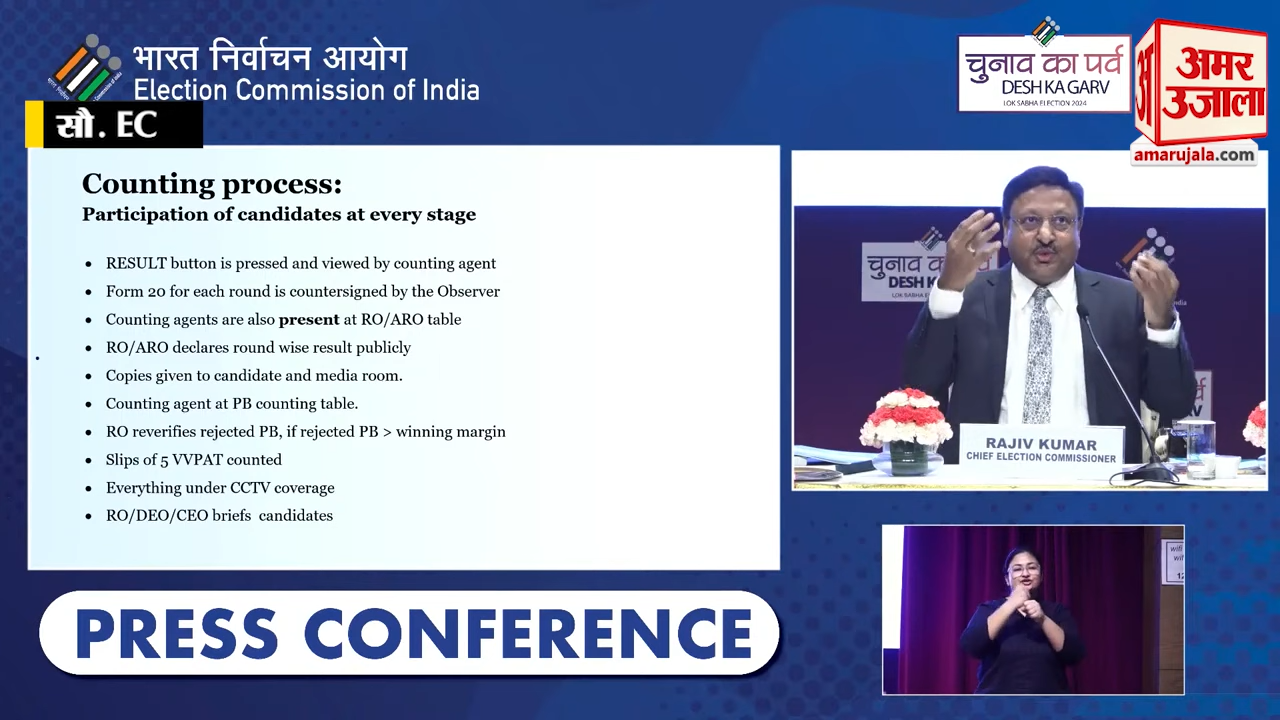 भारत निर्वाचन आयोग
Election Commission of India
सौ. EC
चुनाव का पर्व
DESH KA GARV
LOK SABHA ELECTION 2024
अ
अमर
उजाला
amarujala.com
Counting process:
Participation of candidates at every stage
• RESULT button is pressed and viewed by counting agent
• Form 20 for each round is countersigned by the Observer
• Counting agents are also present at RO/ARO table
• RO/ARO declares round wise result publicly
• Copies given to candidate and media room.
• Counting agent at PB counting table.
• RO reverifies rejected PB, if rejected PB > winning margin
• Slips of 5 VVPAT counted
• Everything under CCTV coverage
• RO/DEO/CEO briefs  candidates
चुनाव का
DESH K
LOK SABHA
RAJIV KUMAR
CHIEF ELECTION COMMISSIONER
PRESS CONFERENCE